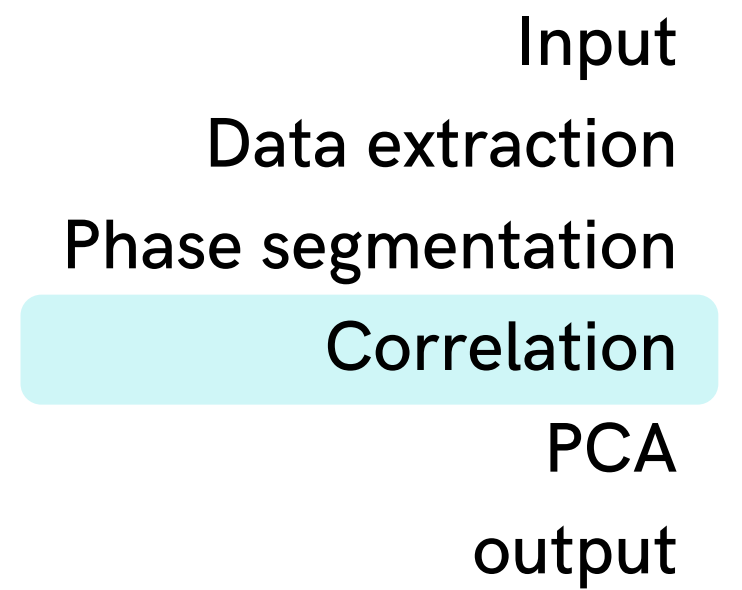 Input
Data extraction
Phase segmentation
Correlation
PCA
output